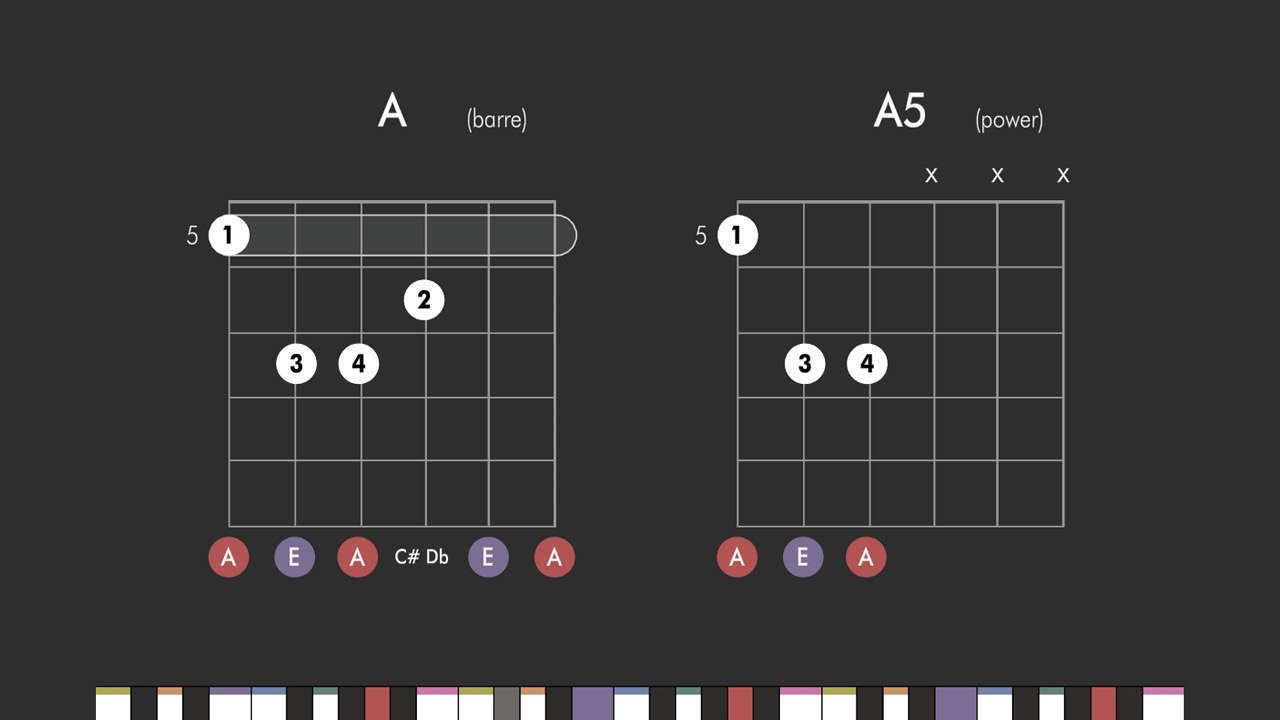 A (barre) A5 (power)
x x x
5 1 5 1
2
3 4 3 4
A E A C# Db E A A E A